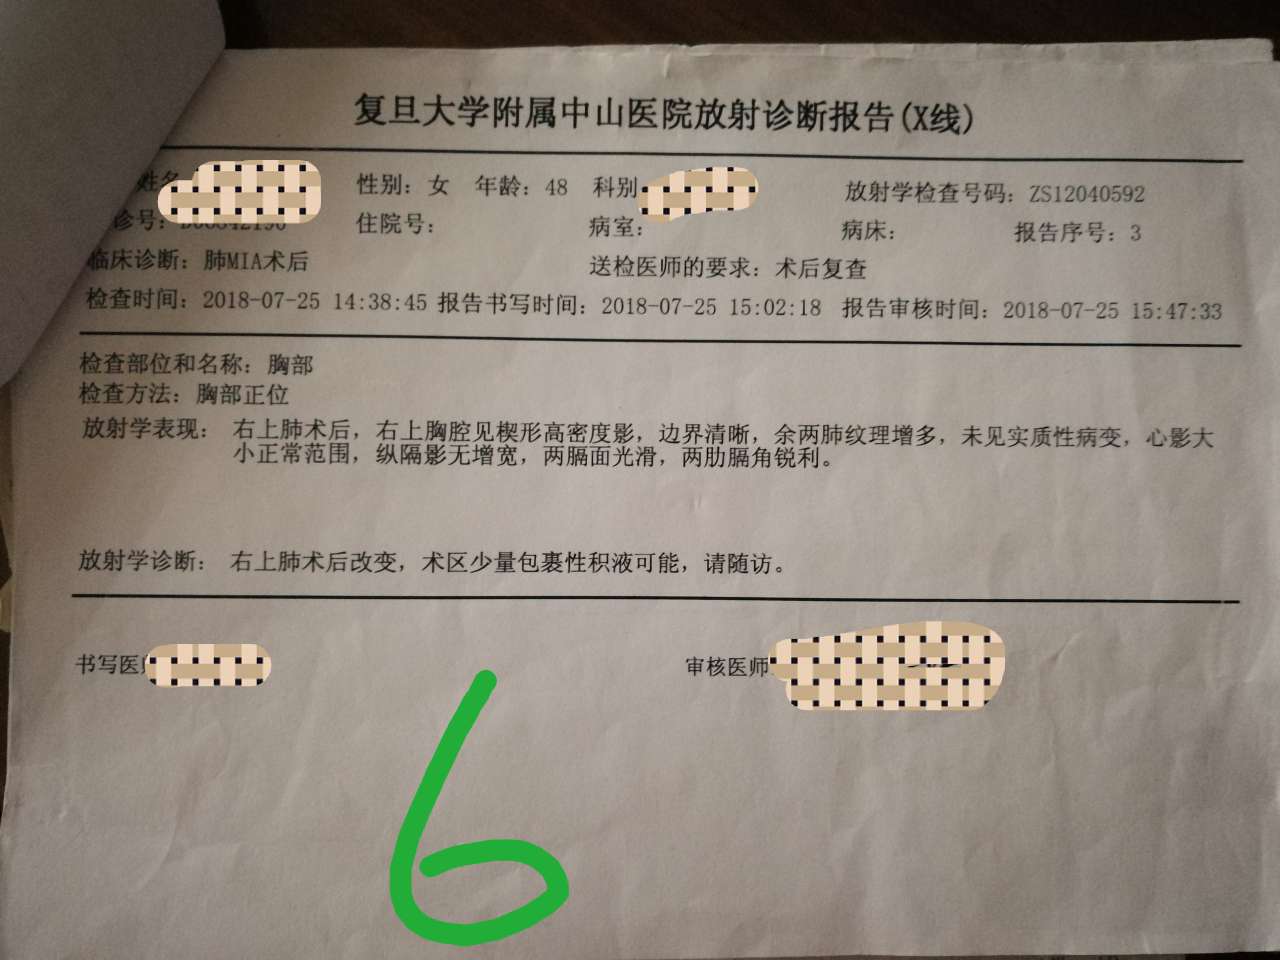 复旦大学附属中山医院放射诊断报告(X线)
姓名 性别: 女 年龄: 48 科别 放射学检查号码: ZS12040592
诊号: 住院号: 病室: 病床: 报告序号: 3
临床诊断: 肺MIA术后 送检医师的要求: 术后复查
检查时间: 2018-07-25 14:38:45 报告书写时间: 2018-07-25 15:02:18 报告审核时间: 2018-07-25 15:47:33
检查部位和名称: 胸部
检查方法: 胸部正位
放射学表现: 右上肺术后, 右上胸腔见楔形高密度影, 边界清晰, 余两肺纹理增多, 未见实质性病变, 心影大
小正常范围, 纵隔影无增宽, 两膈面光滑, 两肋膈角锐利。
放射学诊断: 右上肺术后改变, 术区少量包裹性积液可能, 请随访。
书写医师 审核医师
6